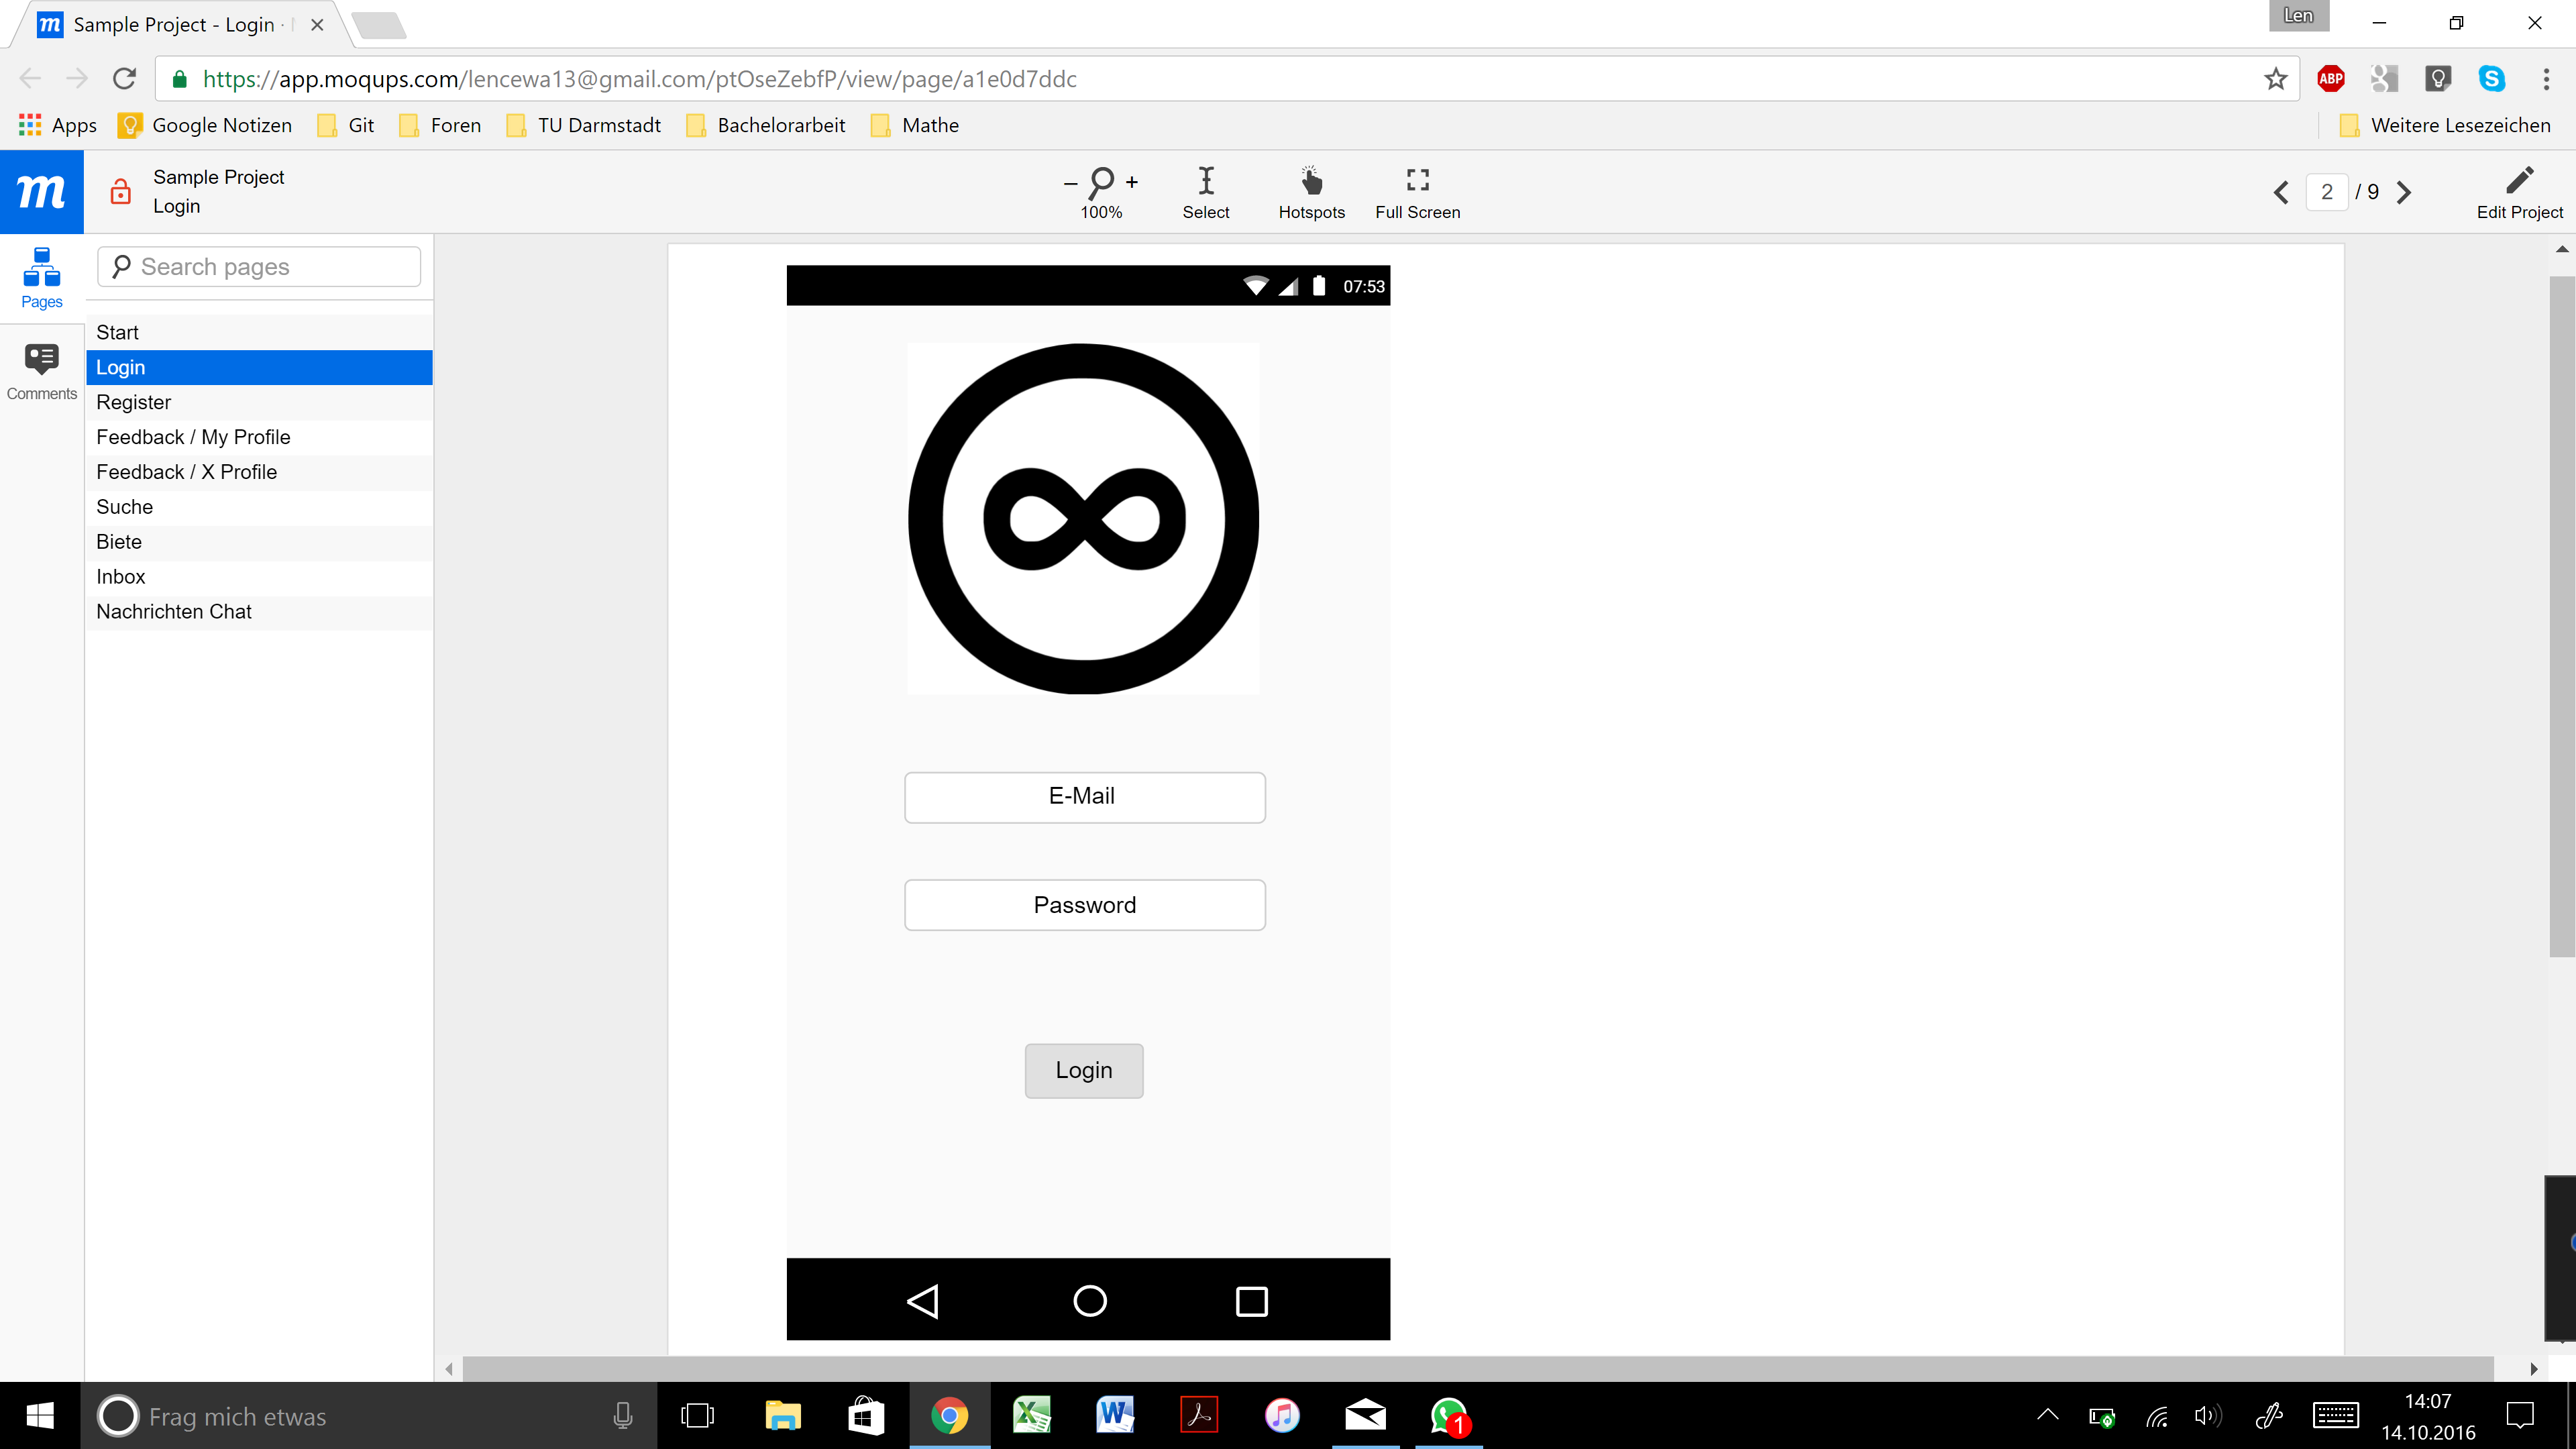 Sample Project - Login ·
Len
https://app.moqups.com/lencewa13@gmail.com/ptOseZebfP/view/page/a1e0d7ddc
ABP
Apps
Google Notizen
Git
Foren
TU Darmstadt
Bachelorarbeit
Mathe
Weitere Lesezeichen
m
Sample Project
Login
− +
100%
Select
Hotspots
Full Screen
2 / 9
Edit Project
Pages
Search pages
Comments
Start
Login
Register
Feedback / My Profile
Feedback / X Profile
Suche
Biete
Inbox
Nachrichten Chat
07:53
E-Mail
Password
Login
Frag mich etwas
1
14:07
14.10.2016